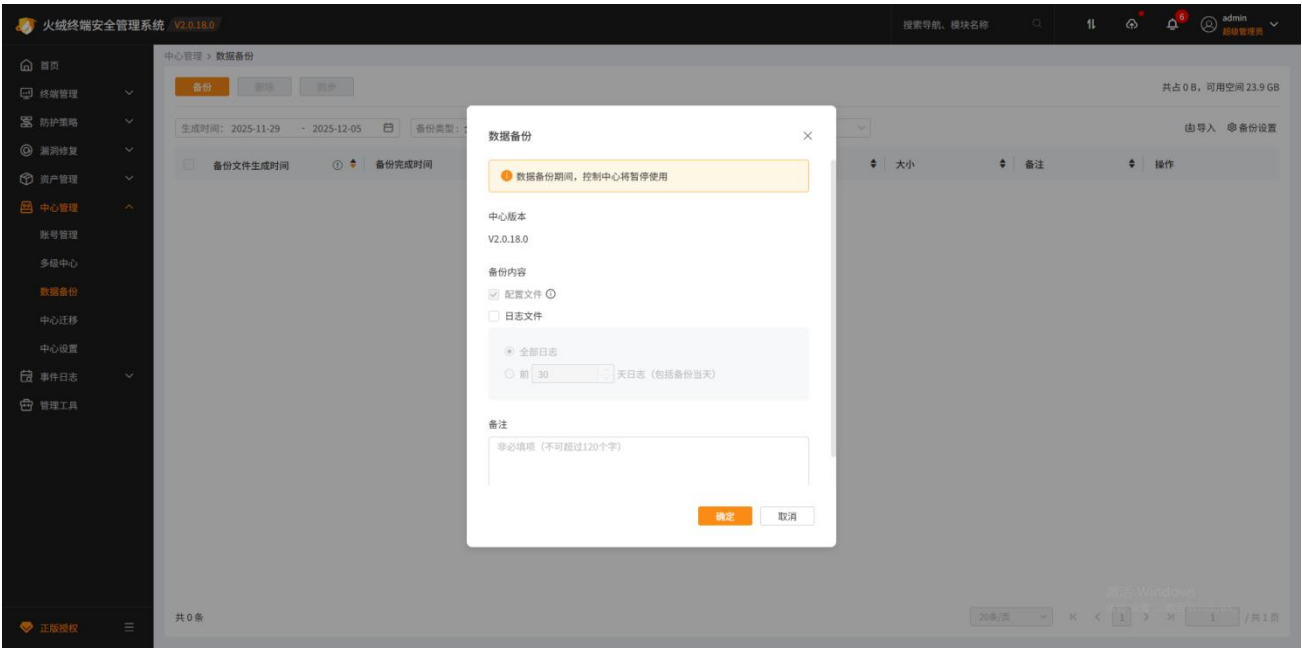 火绒终端安全管理系统 V2.0.18.0
搜索导航、模块名称
6
admin
超级管理员
首页
终端管理
防护策略
漏洞修复
资产管理
中心管理
账号管理
多级中心
数据备份
中心迁移
中心设置
事件日志
管理工具
正版授权
中心管理 > 数据备份
备份 删除 同步
共占 0 B，可用空间 23.9 GB
生成时间： 2025-11-29 - 2025-12-05 备份类型：
导入 备份设置
备份文件生成时间 备份完成时间 大小 备注 操作
数据备份
数据备份期间，控制中心将暂停使用
中心版本
V2.0.18.0
备份内容
配置文件
日志文件
全部日志
前 30 天日志（包括备份当天）
备注
非必填项（不可超过120个字）
确定 取消
激活 Windows
共 0 条
20条/页 1 1 / 共 1 页